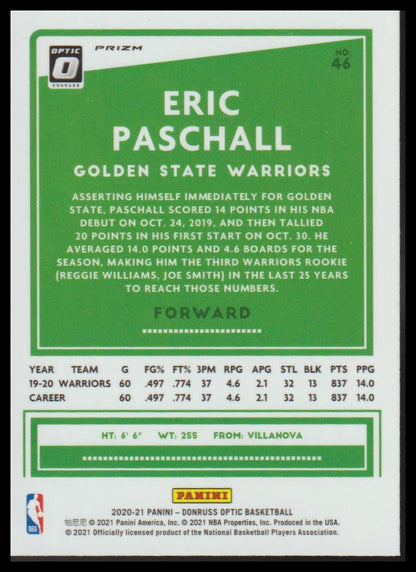 OPTIC
DONRUSS
PRIZM
NO.
46
ERIC
PASCHALL
GOLDEN STATE WARRIORS
ASSERTING HIMSELF IMMEDIATELY FOR GOLDEN
STATE, PASCHALL SCORED 14 POINTS IN HIS NBA
DEBUT ON OCT. 24, 2019, AND THEN TALLIED
20 POINTS IN HIS FIRST START ON OCT. 30. HE
AVERAGED 14.0 POINTS AND 4.6 BOARDS FOR THE
SEASON, MAKING HIM THE THIRD WARRIORS ROOKIE
(REGGIE WILLIAMS, JOE SMITH) IN THE LAST 25 YEARS
TO REACH THOSE NUMBERS.
FORWARD
YEAR TEAM G FG% FT% 3PM RPG APG STL BLK PTS PPG
19-20 WARRIORS 60 .497 .774 37 4.6 2.1 32 13 837 14.0
CAREER 60 .497 .774 37 4.6 2.1 32 13 837 14.0
HT: 6' 6" WT: 255 FROM: VILLANOVA
PANINI
2020-21 PANINI – DONRUSS OPTIC BASKETBALL
帕尼尼 © 2021 Panini America, Inc. © 2021 NBA Properties, Inc. Produced in the USA.
© 2021 Officially licensed product of the National Basketball Players Association.
NBA